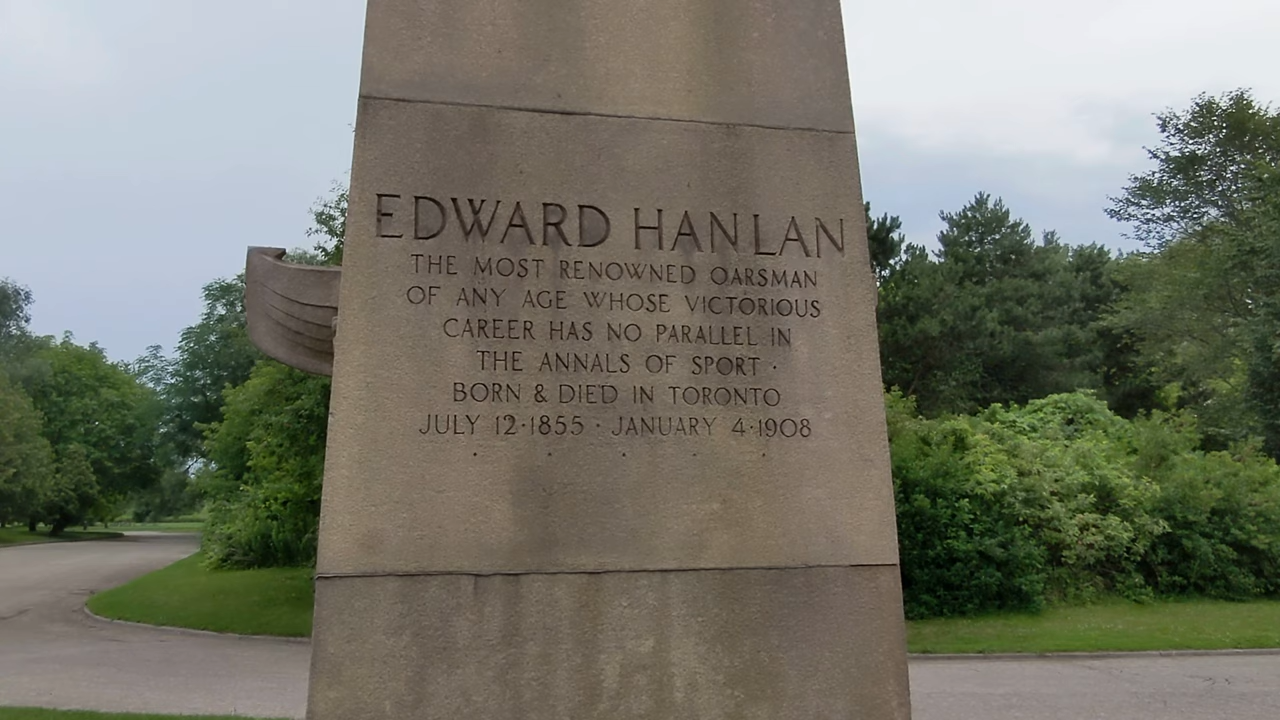 EDWARD HANLAN
THE MOST RENOWNED OARSMAN
OF ANY AGE WHOSE VICTORIOUS
CAREER HAS NO PARALLEL IN
THE ANNALS OF SPORT ·
BORN & DIED IN TORONTO
JULY 12·1855 · JANUARY 4·1908